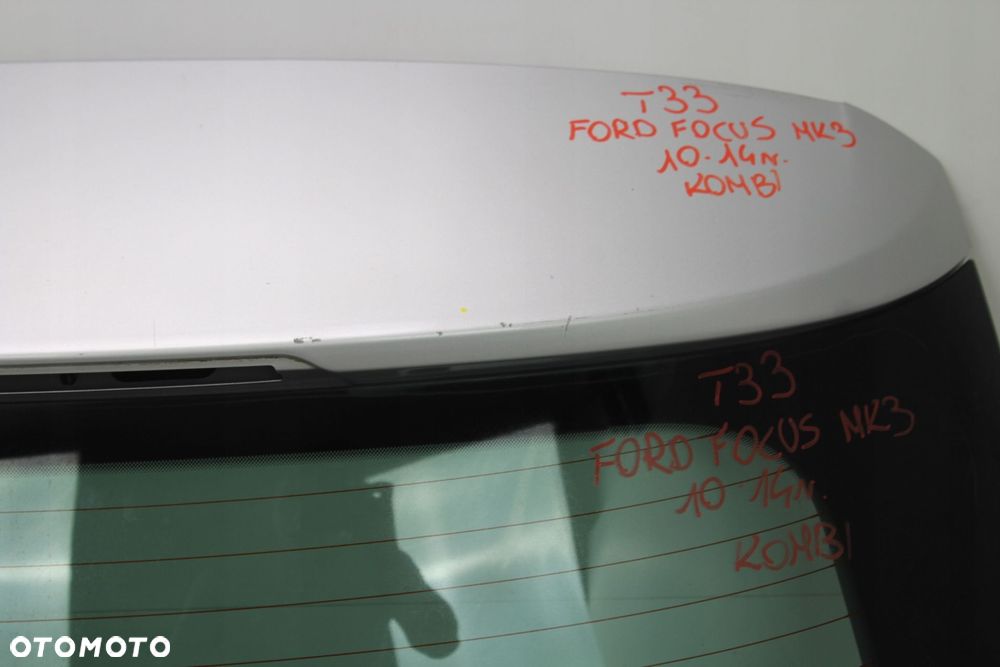 T33
FORD FOCUS MK3
10-14r.
KOMBI
T33
FORD FOCUS MK3
10 14r.
KOMBI
OTOMOTO